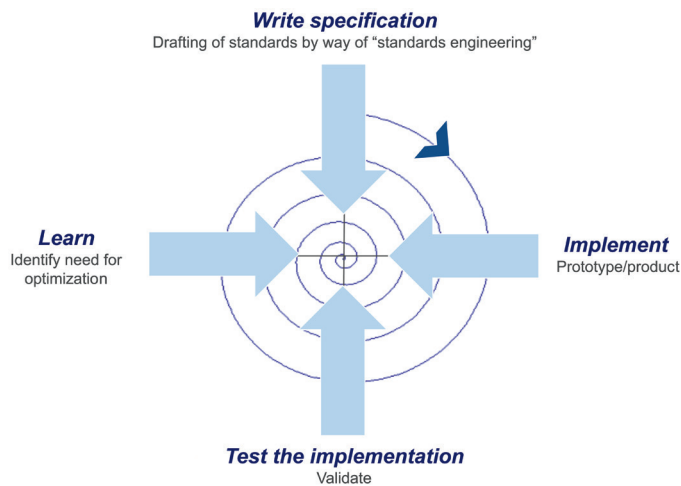 Write specification
Drafting of standards by way of “standards engineering”
Learn
Identify need for
optimization
Implement
Prototype/product
Test the implementation
Validate